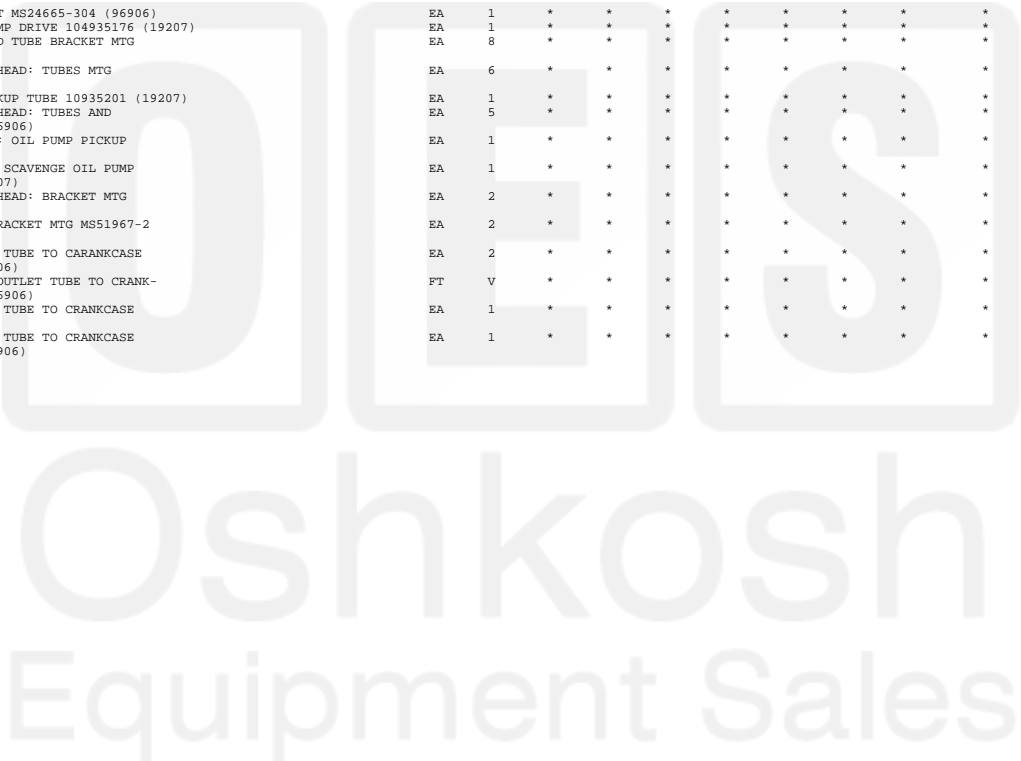 T MS24665-304 (96906) EA 1 * * * * * * * *
MP DRIVE 104935176 (19207) EA 1 * * * * * * * *
D TUBE BRACKET MTG EA 8 * * * * * * * *
HEAD: TUBES MTG EA 6 * * * * * * * *
KUP TUBE 10935201 (19207) EA 1 * * * * * * * *
HEAD: TUBES AND EA 5 * * * * * * * *
6906)
: OIL PUMP PICKUP EA 1 * * * * * * * *
SCAVENGE OIL PUMP EA 1 * * * * * * * *
07)
HEAD: BRACKET MTG EA 2 * * * * * * * *
RACKET MTG MS51967-2 EA 2 * * * * * * * *
TUBE TO CARANKCASE EA 2 * * * * * * * *
06)
OUTLET TUBE TO CRANK- FT V * * * * * * * *
6906)
TUBE TO CRANKCASE EA 1 * * * * * * * *
TUBE TO CRANKCASE EA 1 * * * * * * * *
906)
OES
Oshkosh
Equipment Sales